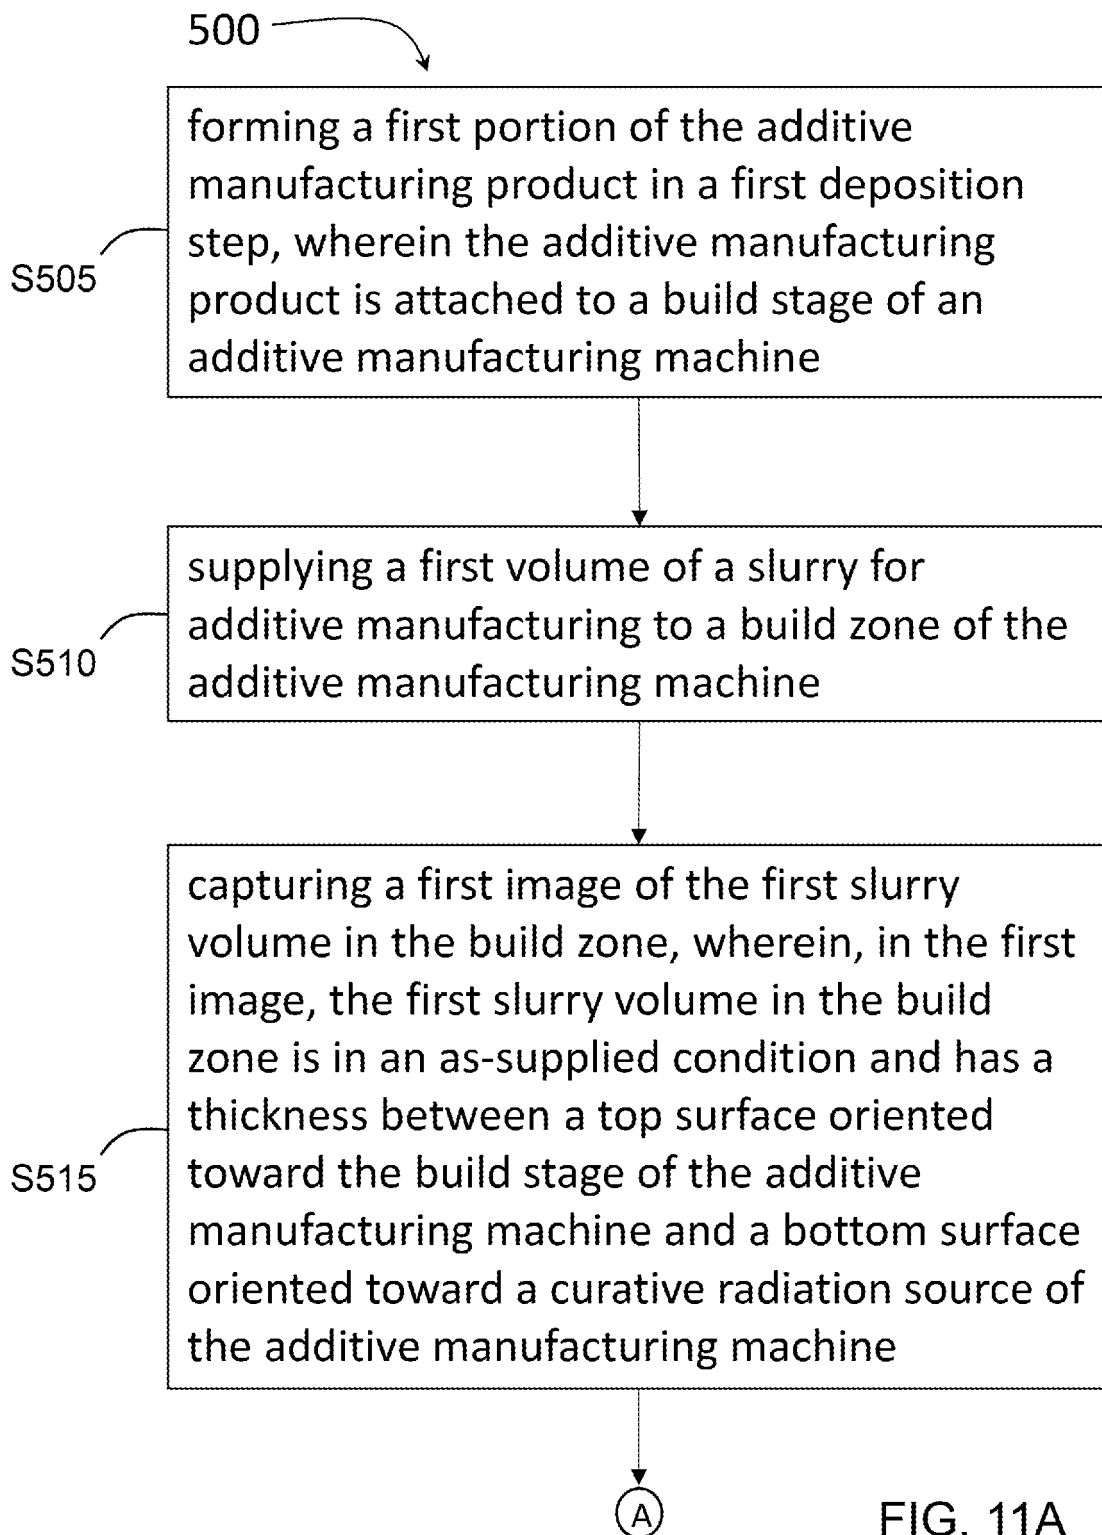 500
forming a first portion of the additive
manufacturing product in a first deposition
step, wherein the additive manufacturing
product is attached to a build stage of an
additive manufacturing machine
S505
supplying a first volume of a slurry for
additive manufacturing to a build zone of the
additive manufacturing machine
S510
capturing a first image of the first slurry
volume in the build zone, wherein, in the first
image, the first slurry volume in the build
zone is in an as-supplied condition and has a
thickness between a top surface oriented
toward the build stage of the additive
manufacturing machine and a bottom surface
oriented toward a curative radiation source of
the additive manufacturing machine
S515
A
FIG. 11A